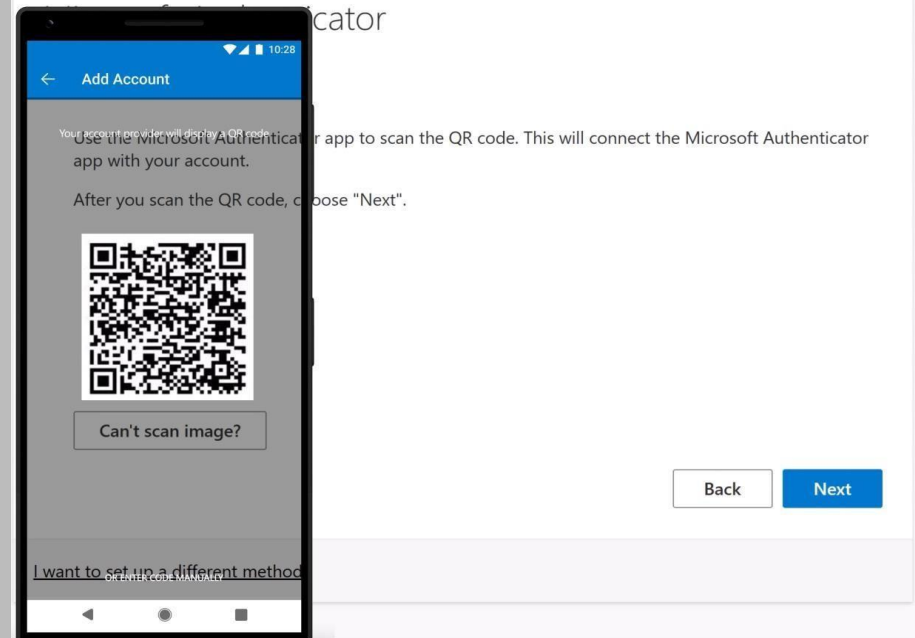 cator
10:28
Add Account
Your account provider will display a QR code
Use the Microsoft Authenticator app to scan the QR code. This will connect the Microsoft Authenticator
app with your account.
After you scan the QR code, choose "Next".
Can't scan image?
Back
Next
I want to set up a different method
OR ENTER CODE MANUALLY